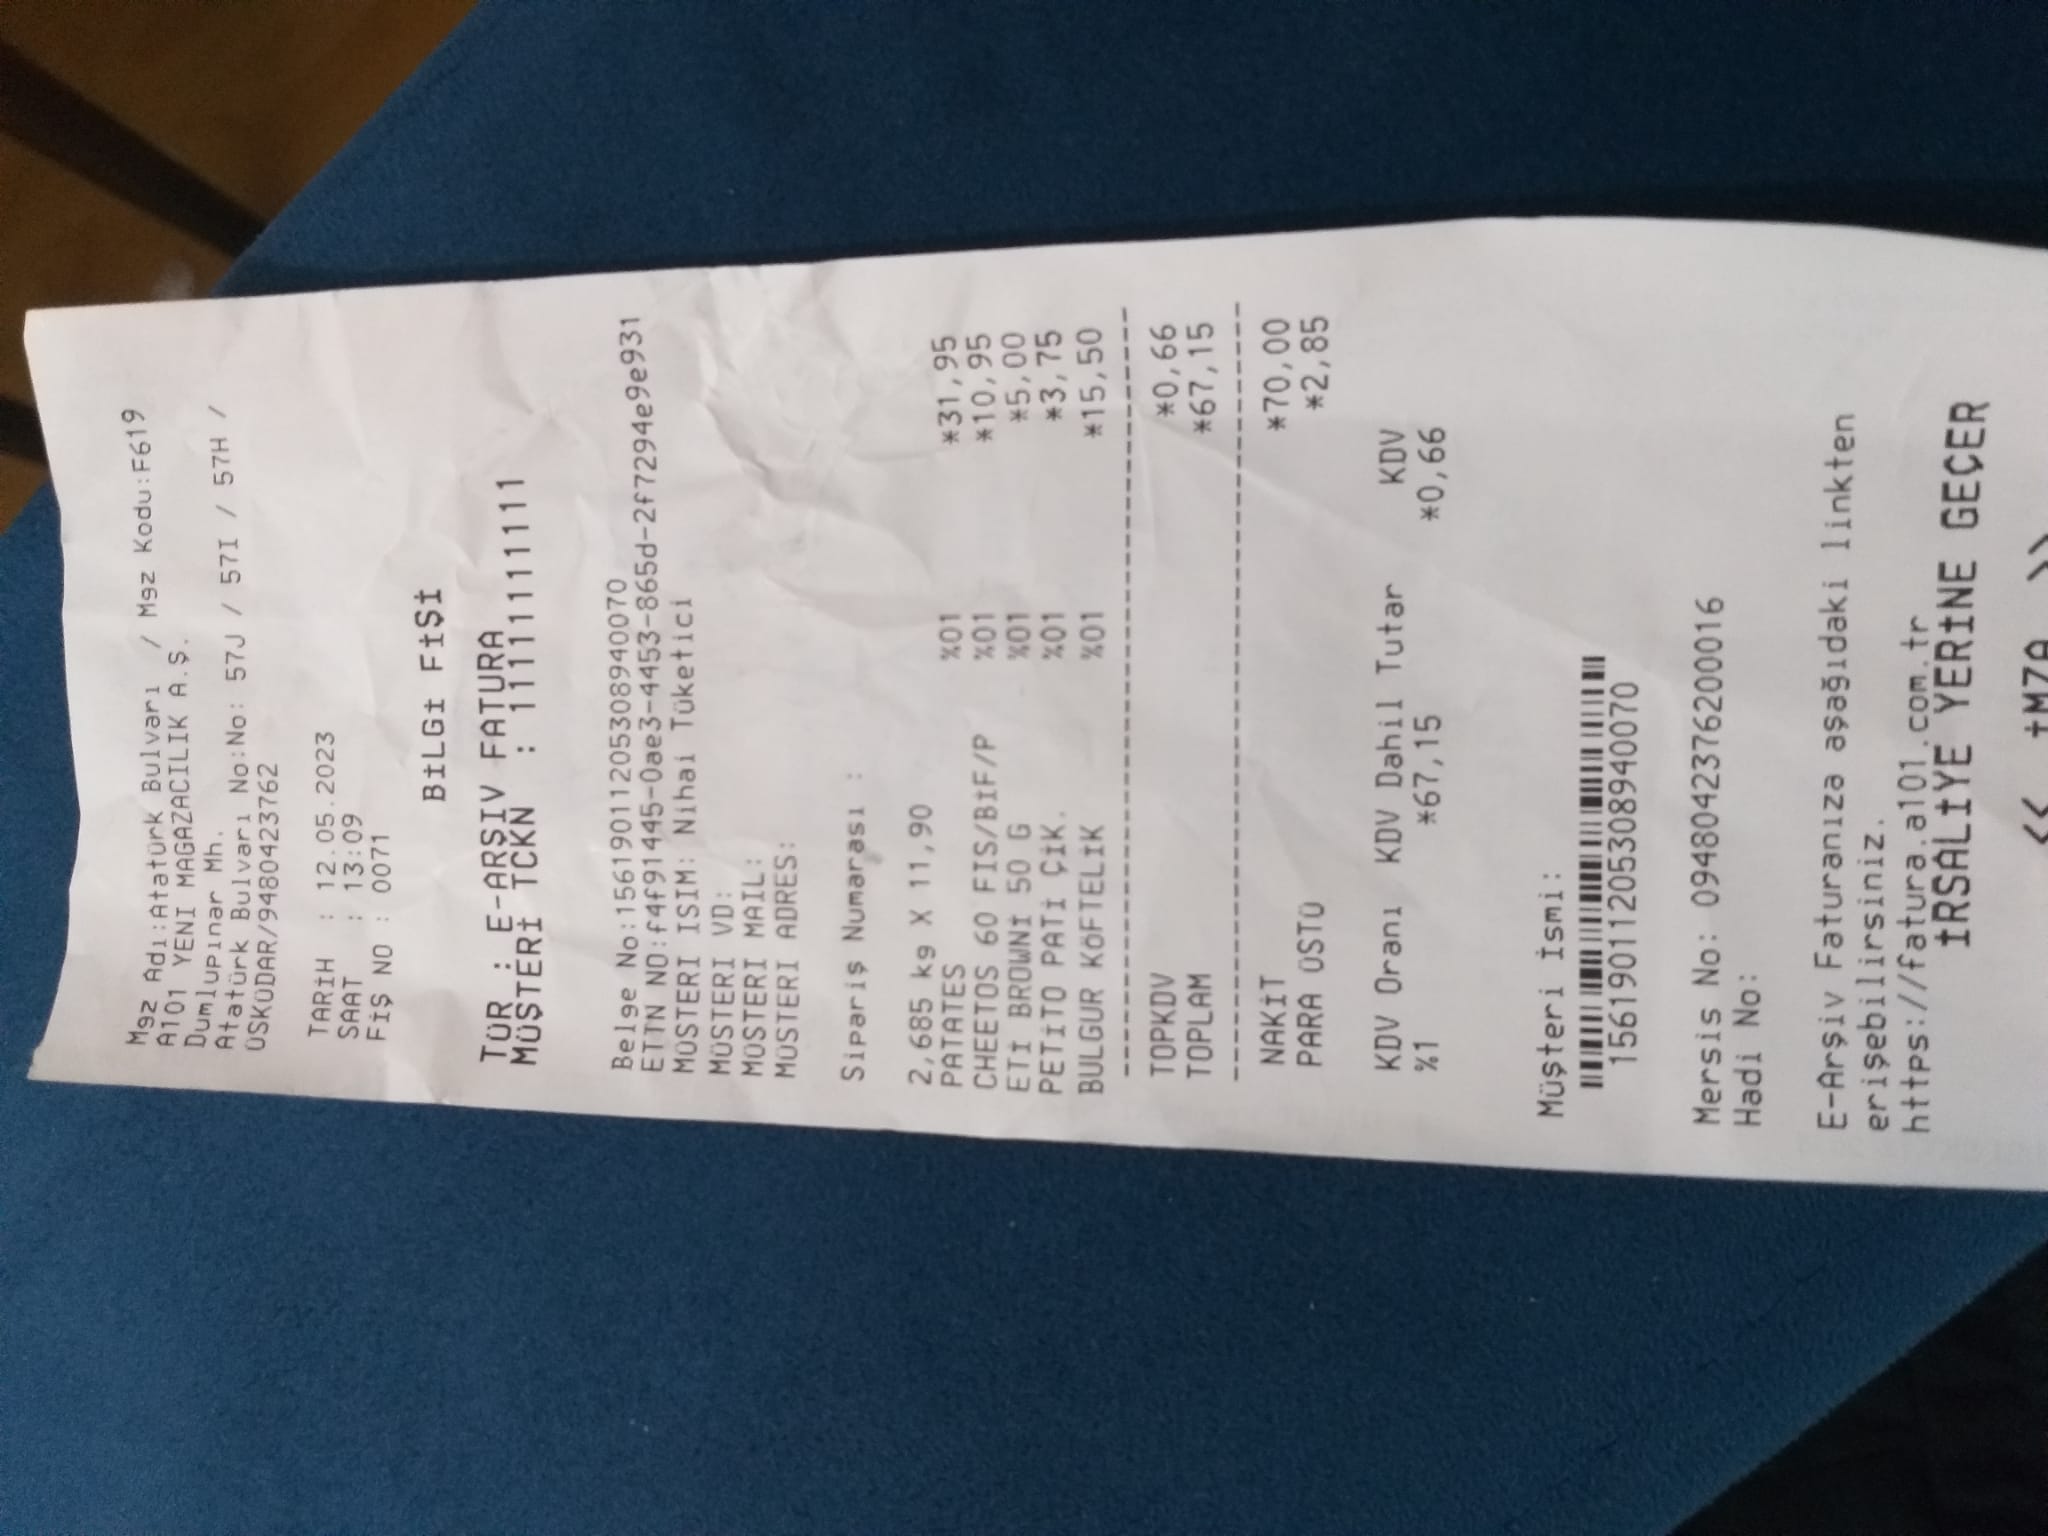 Mgz Adı:Atatürk Bulvarı / Mgz Kodu:F619
A101 YENI MAGAZACILIK A.Ş.
Dumlupınar Mh.
Atatürk Bulvarı No:No: 57J / 57I / 57H /
ÜSKÜDAR/9480423762
TARİH : 12.05.2023
SAAT : 13:09
FİŞ NO : 0071
BİLGİ FİŞİ
TÜR : E-ARŞIV FATURA
MÜŞTERİ TCKN : 11111111111
Belge No:1561901120530894007​0
ETTN NO:f4f91445-0ae3-4453-865d-2f7294e9e931
MÜSTERI ISIM: Nihai Tüketici
MÜSTERI VD:
MÜSTERI MAIL:
MÜSTERI ADRES:
Sipariş Numarası :
2,685 kg X 11,90
PATATES %01 *31,95
CHEETOS 60 FIS/BİF/P %01 *10,95
ETİ BROWNİ 50 G %01 *5,00
PETİTO PATİ ÇİK. %01 *3,75
BULGUR KÖFTELİK %01 *15,50
TOPKDV *0,66
TOPLAM *67,15
NAKİT *70,00
PARA ÜSTÜ *2,85
KDV Oranı KDV Dahil Tutar KDV
%1 *67,15 *0,66
Müşteri İsmi:
15619011205308940070
Mersis No: 0948042376200016
Hadi No:
E-Arşiv Faturanıza aşağıdaki linkten
erişebilirsiniz.
https://fatura.a101.com.tr
İRSALİYE YERİNE GEÇER
<< İMZA >>